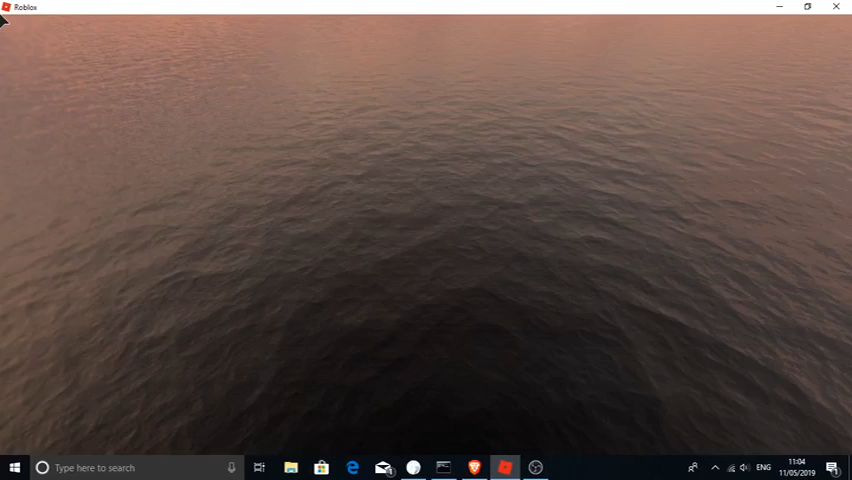 Roblox
Type here to search
ENG
11:04
11/05/2019